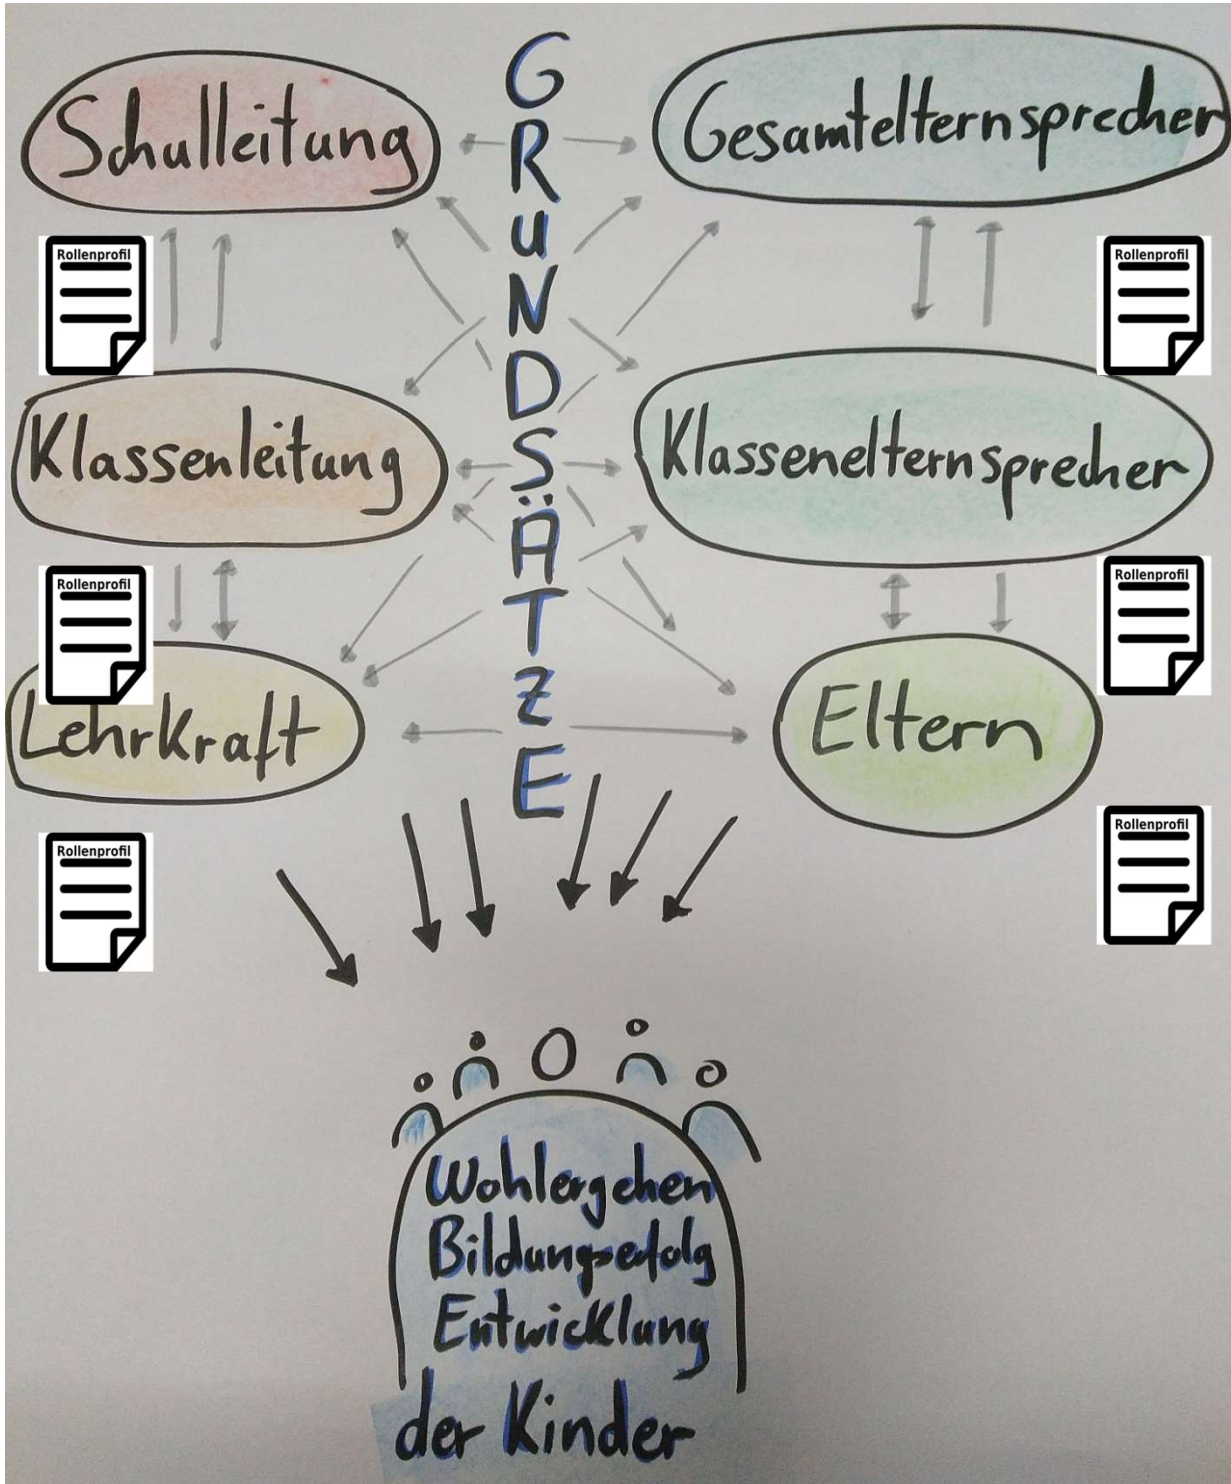 GRuNDSÄTZE
Schulleitung
Gesamtelternsprecher
Rollenprofil
Rollenprofil
Klassenleitung
Klassenelternsprecher
Rollenprofil
Rollenprofil
Lehrkraft
Eltern
Rollenprofil
Rollenprofil
Wohlergehen
Bildungserfolg
Entwicklung
der Kinder